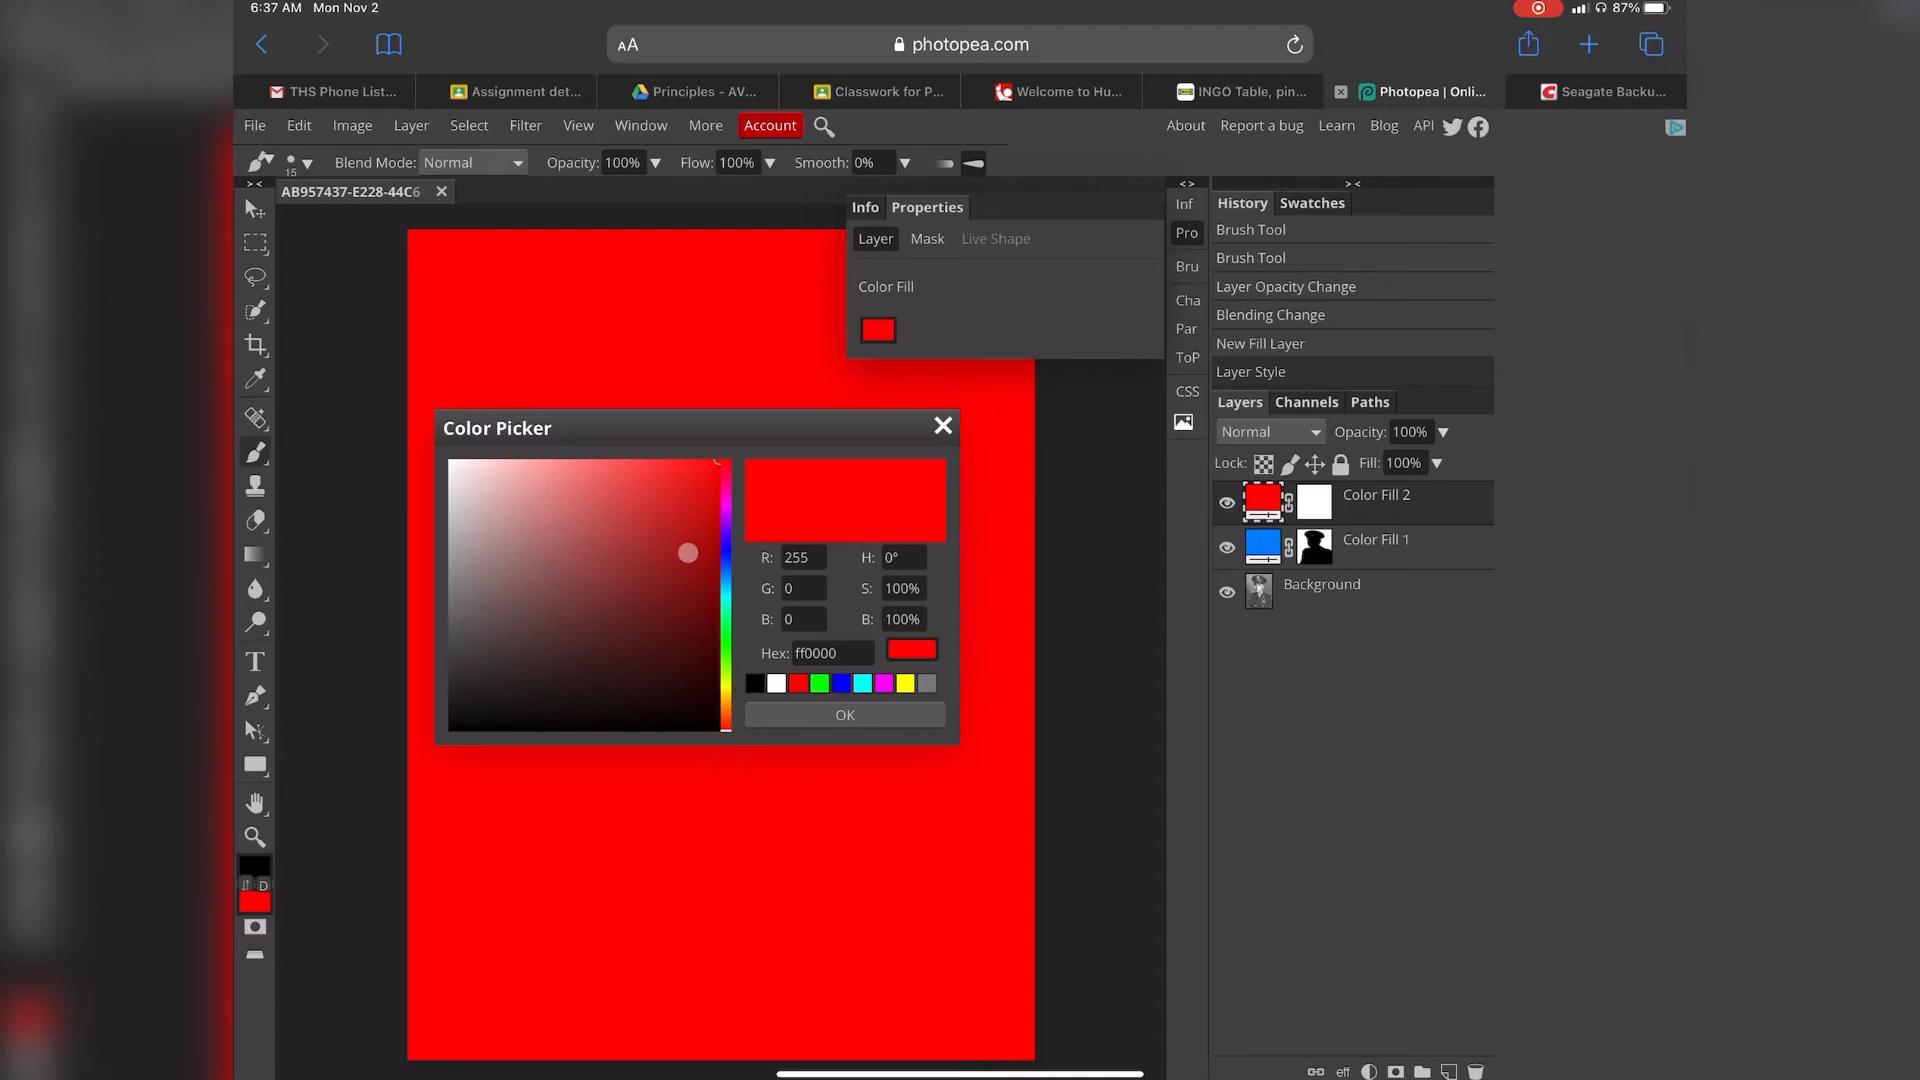 6:37 AM Mon Nov 2
87%
AA
photopea.com
THS Phone List...
Assignment det...
Principles - AV...
Classwork for P...
Welcome to Hu...
INGO Table, pin...
Photopea | Onli...
Seagate Backu...
File Edit Image Layer Select Filter View Window More Account
About Report a bug Learn Blog API
15
Blend Mode: Normal Opacity: 100% Flow: 100% Smooth: 0%
> <
AB957437-E228-44C6-
< >
> <
Info Properties
Layer Mask Live Shape
Color Fill
Inf
Pro
Bru
Cha
Par
ToP
CSS
History Swatches
Brush Tool
Brush Tool
Layer Opacity Change
Blending Change
New Fill Layer
Layer Style
Layers Channels Paths
Normal Opacity: 100%
Lock: Fill: 100%
Color Fill 2
Color Fill 1
Background
Color Picker
R: 255 H: 0°
G: 0 S: 100%
B: 0 B: 100%
Hex: ff0000
OK
T
D
eff